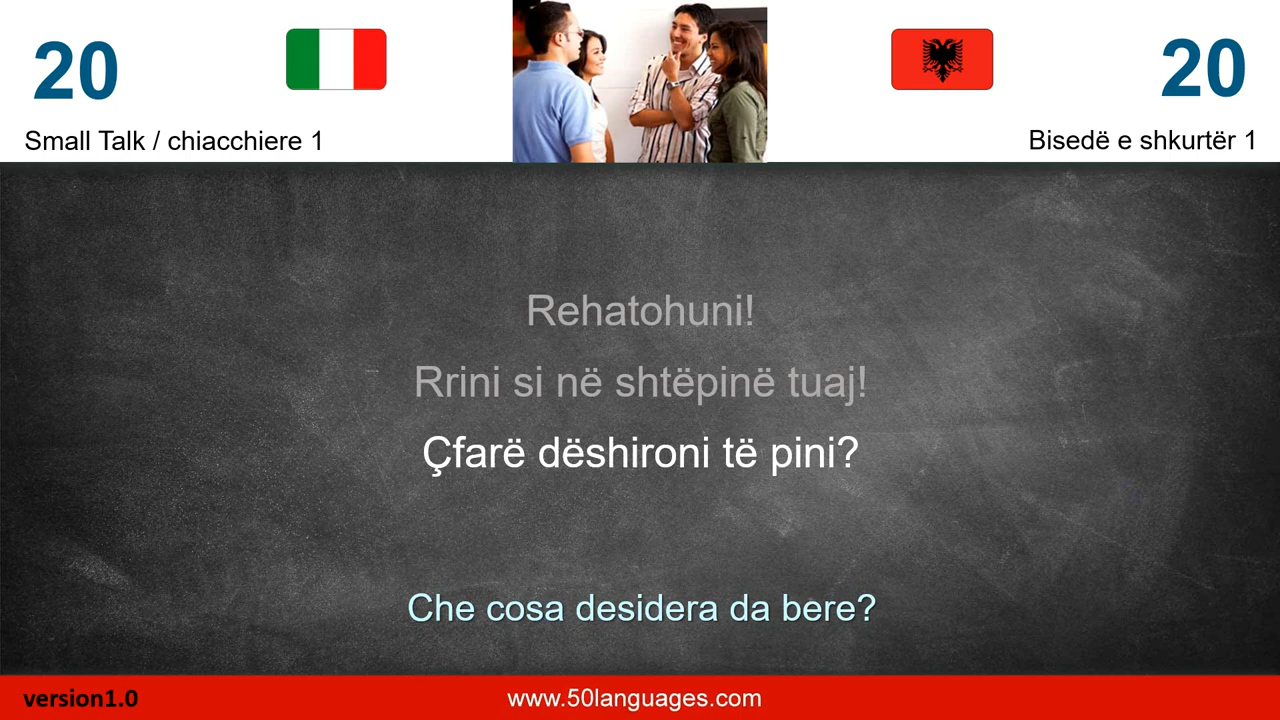 20
20
Small Talk / chiacchiere 1
Bisedë e shkurtër 1
Rehatohuni!
Rrini si në shtëpinë tuaj!
Çfarë dëshironi të pini?
Che cosa desidera da bere?
version1.0
www.50languages.com